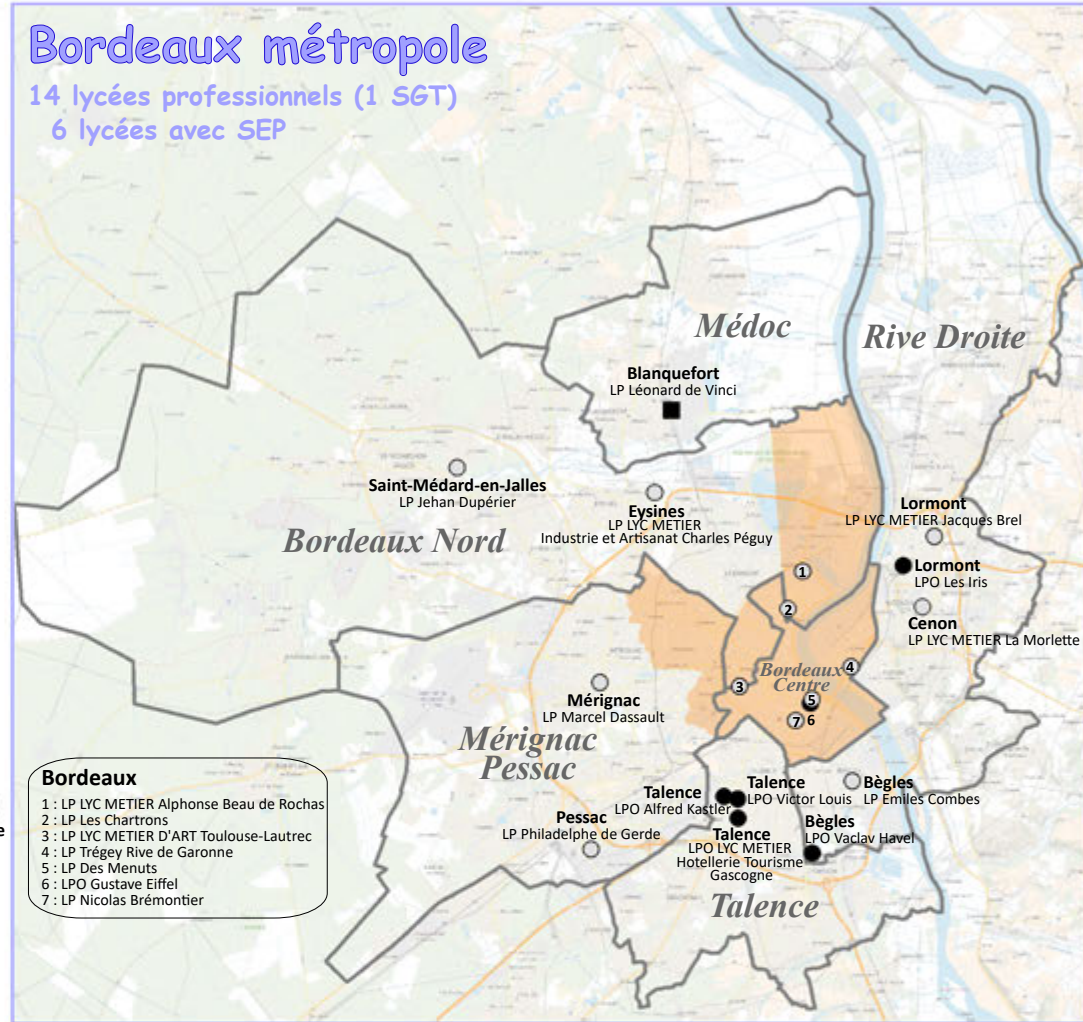 Bordeaux métropole
14 lycées professionnels (1 SGT)
6 lycées avec SEP
Médoc
Rive Droite
Blanquefort
LP Léonard de Vinci
Saint-Médard-en-Jalles
LP Jehan Dupérier
Eysines
LP LYC METIER
Industrie et Artisanat Charles Péguy
Bordeaux Nord
Lormont
LP LYC METIER Jacques Brel
Lormont
LPO Les Iris
Cenon
LP LYC METIER La Morlette
1
2
3
4
Bordeaux
Centre
5
6
7
Mérignac
LP Marcel Dassault
Mérignac
Pessac
Pessac
LP Philadelphe de Gerde
Talence
LPO Alfred Kastler
Talence
LPO Victor Louis
Talence
LPO LYC METIER
Hotellerie Tourisme
Gascogne
Bègles
LP Emiles Combes
Bègles
LPO Vaclav Havel
Talence
Bordeaux
1 : LP LYC METIER Alphonse Beau de Rochas
2 : LP Les Chartrons
3 : LP LYC METIER D'ART Toulouse-Lautrec
4 : LP Trégey Rive de Garonne
5 : LP Des Menuts
6 : LPO Gustave Eiffel
7 : LP Nicolas Brémontier